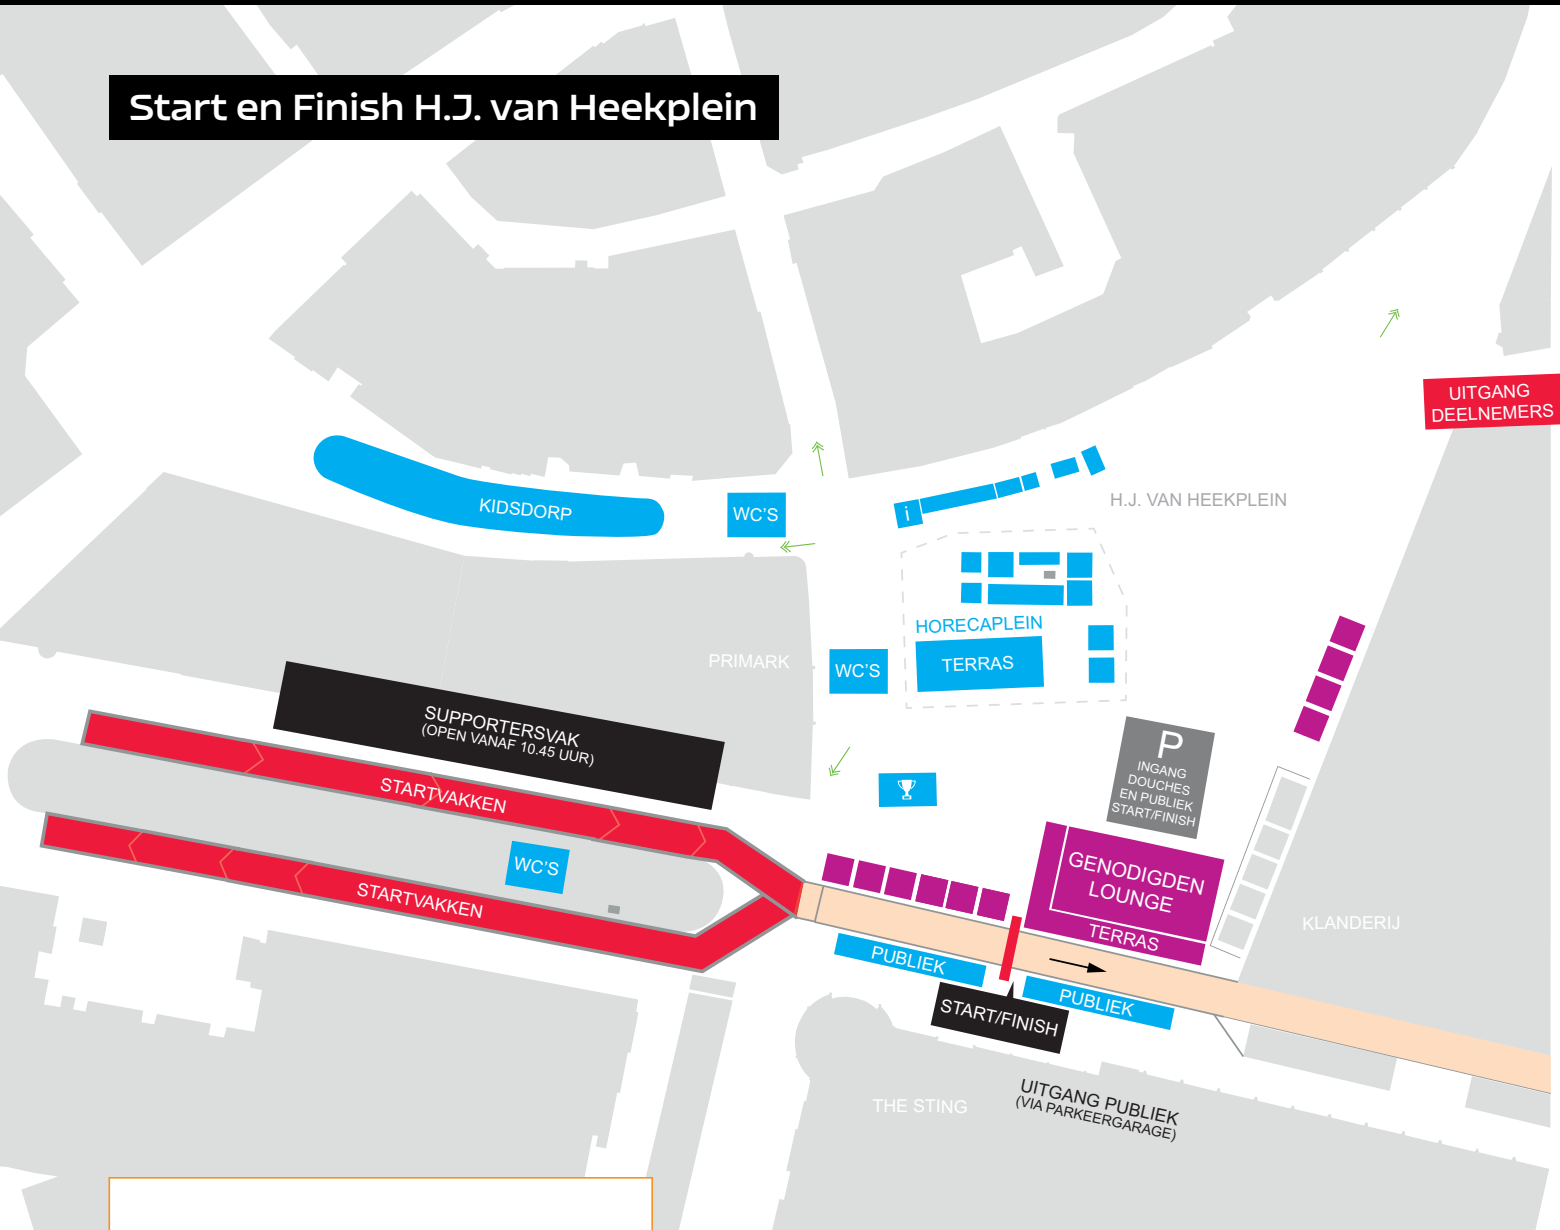 Start en Finish H.J. van Heekplein
UITGANG
DEELNEMERS
KIDSDORP
WC'S
i
H.J. VAN HEEKPLEIN
HORECAPLEIN
TERRAS
WC'S
PRIMARK
SUPPORTERSVAK
(OPEN VANAF 10.45 UUR)
STARTVAKKEN
P
INGANG
DOUCHES
EN PUBLIEK
START/FINISH
WC'S
STARTVAKKEN
GENODIGDEN
LOUNGE
TERRAS
KLANDERIJ
PUBLIEK
PUBLIEK
START/FINISH
THE STING
UITGANG PUBLIEK
(VIA PARKEERGARAGE)